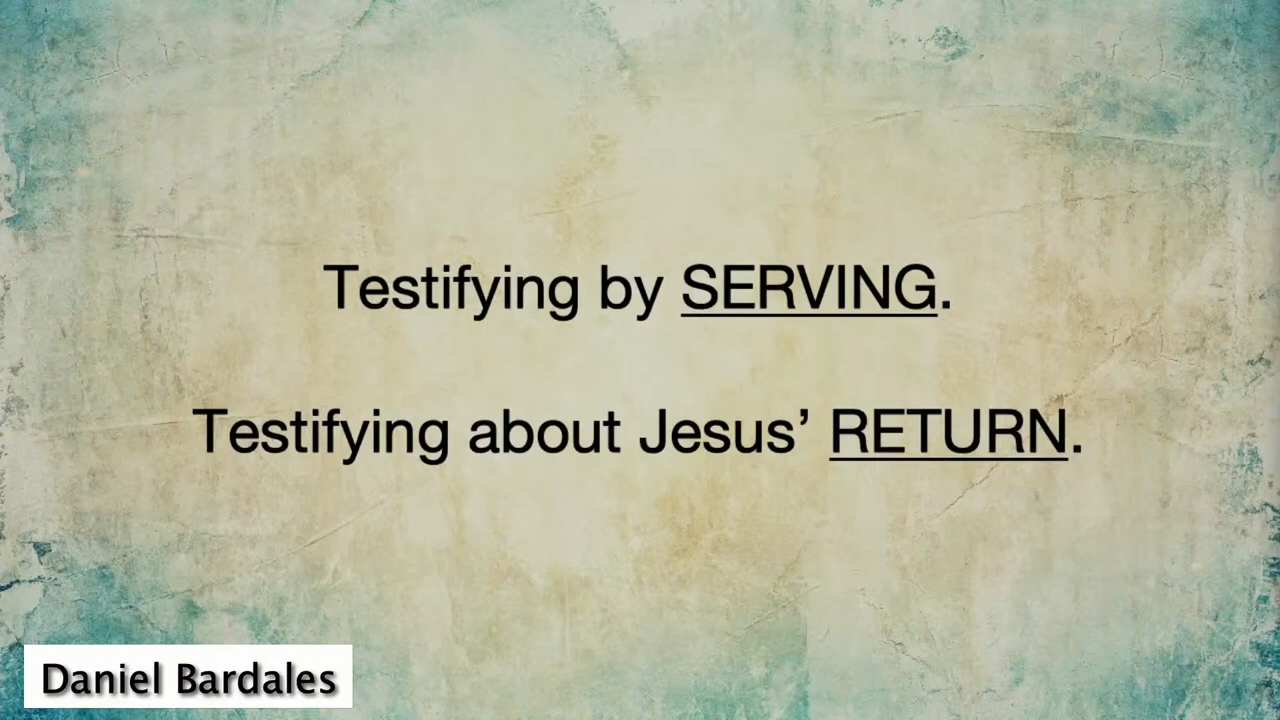 Testifying by SERVING.
Testifying about Jesus’ RETURN.
Daniel Bardales